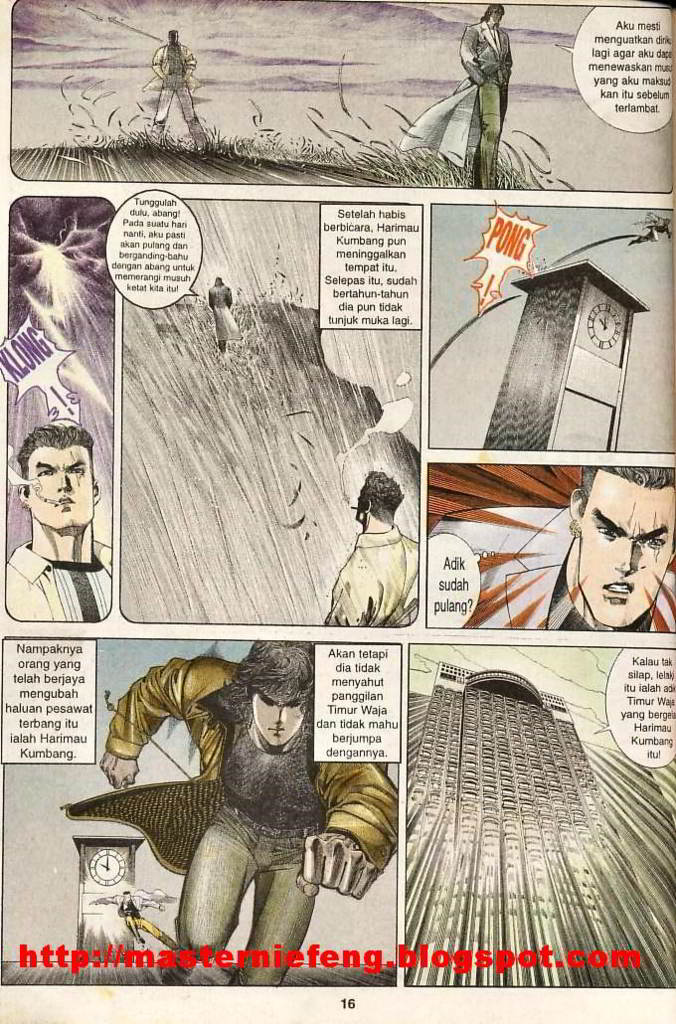 Aku mesti
menguatkan diriku
lagi agar aku dapat
menewaskan musuh
yang aku maksud-
kan itu sebelum
terlambat.
Tunggulah
dulu, abang!
Pada suatu hari
nanti, aku pasti
akan pulang dan
berganding-bahu
dengan abang untuk
memerangi musuh
ketat kita itu!
Setelah habis
berbicara, Harimau
Kumbang pun
meninggalkan
tempat itu.
Selepas itu, sudah
bertahun-tahun
dia pun tidak
tunjuk muka lagi.
PONG
!
KLONG
!
Adik
sudah
pulang?
Nampaknya
orang yang
telah berjaya
mengubah
haluan pesawat
terbang itu
ialah Harimau
Kumbang.
Akan tetapi
dia tidak
menyahut
panggilan
Timur Waja
dan tidak mahu
berjumpa
dengannya.
Kalau tak
silap, lelaki
itu ialah adik
Timur Waja
yang bergelar
Harimau
Kumbang
itu!
http://masterniefeng.blogspot.com
16